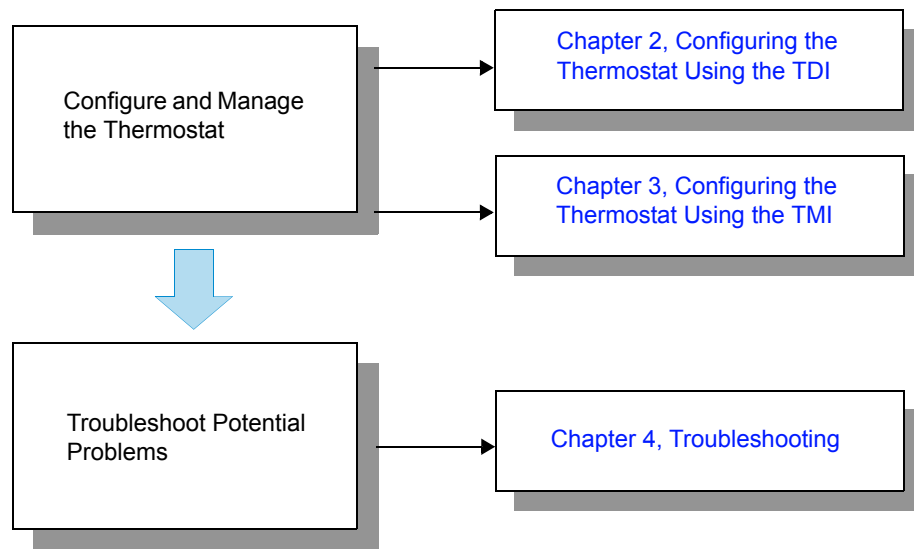 Configure and Manage
the Thermostat
Chapter 2, Configuring the
Thermostat Using the TDI
Chapter 3, Configuring the
Thermostat Using the TMI
Troubleshoot Potential
Problems
Chapter 4, Troubleshooting